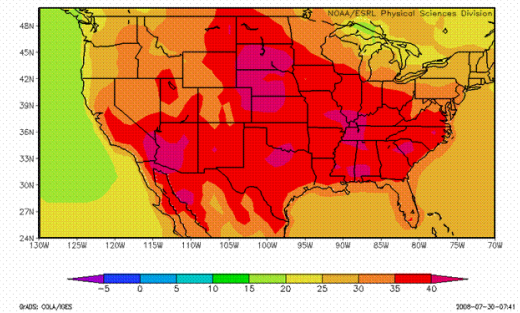 NOAA/ESRL Physical Sciences Division
48N
45N
42N
39N
36N
33N
30N
27N
24N
130W 125W 120W 115W 110W 105W 100W 95W 90W 85W 80W 75W 70W
-5 0 5 10 15 20 25 30 35 40
GrADS: COLA/IGES 2008-07-30-07:41